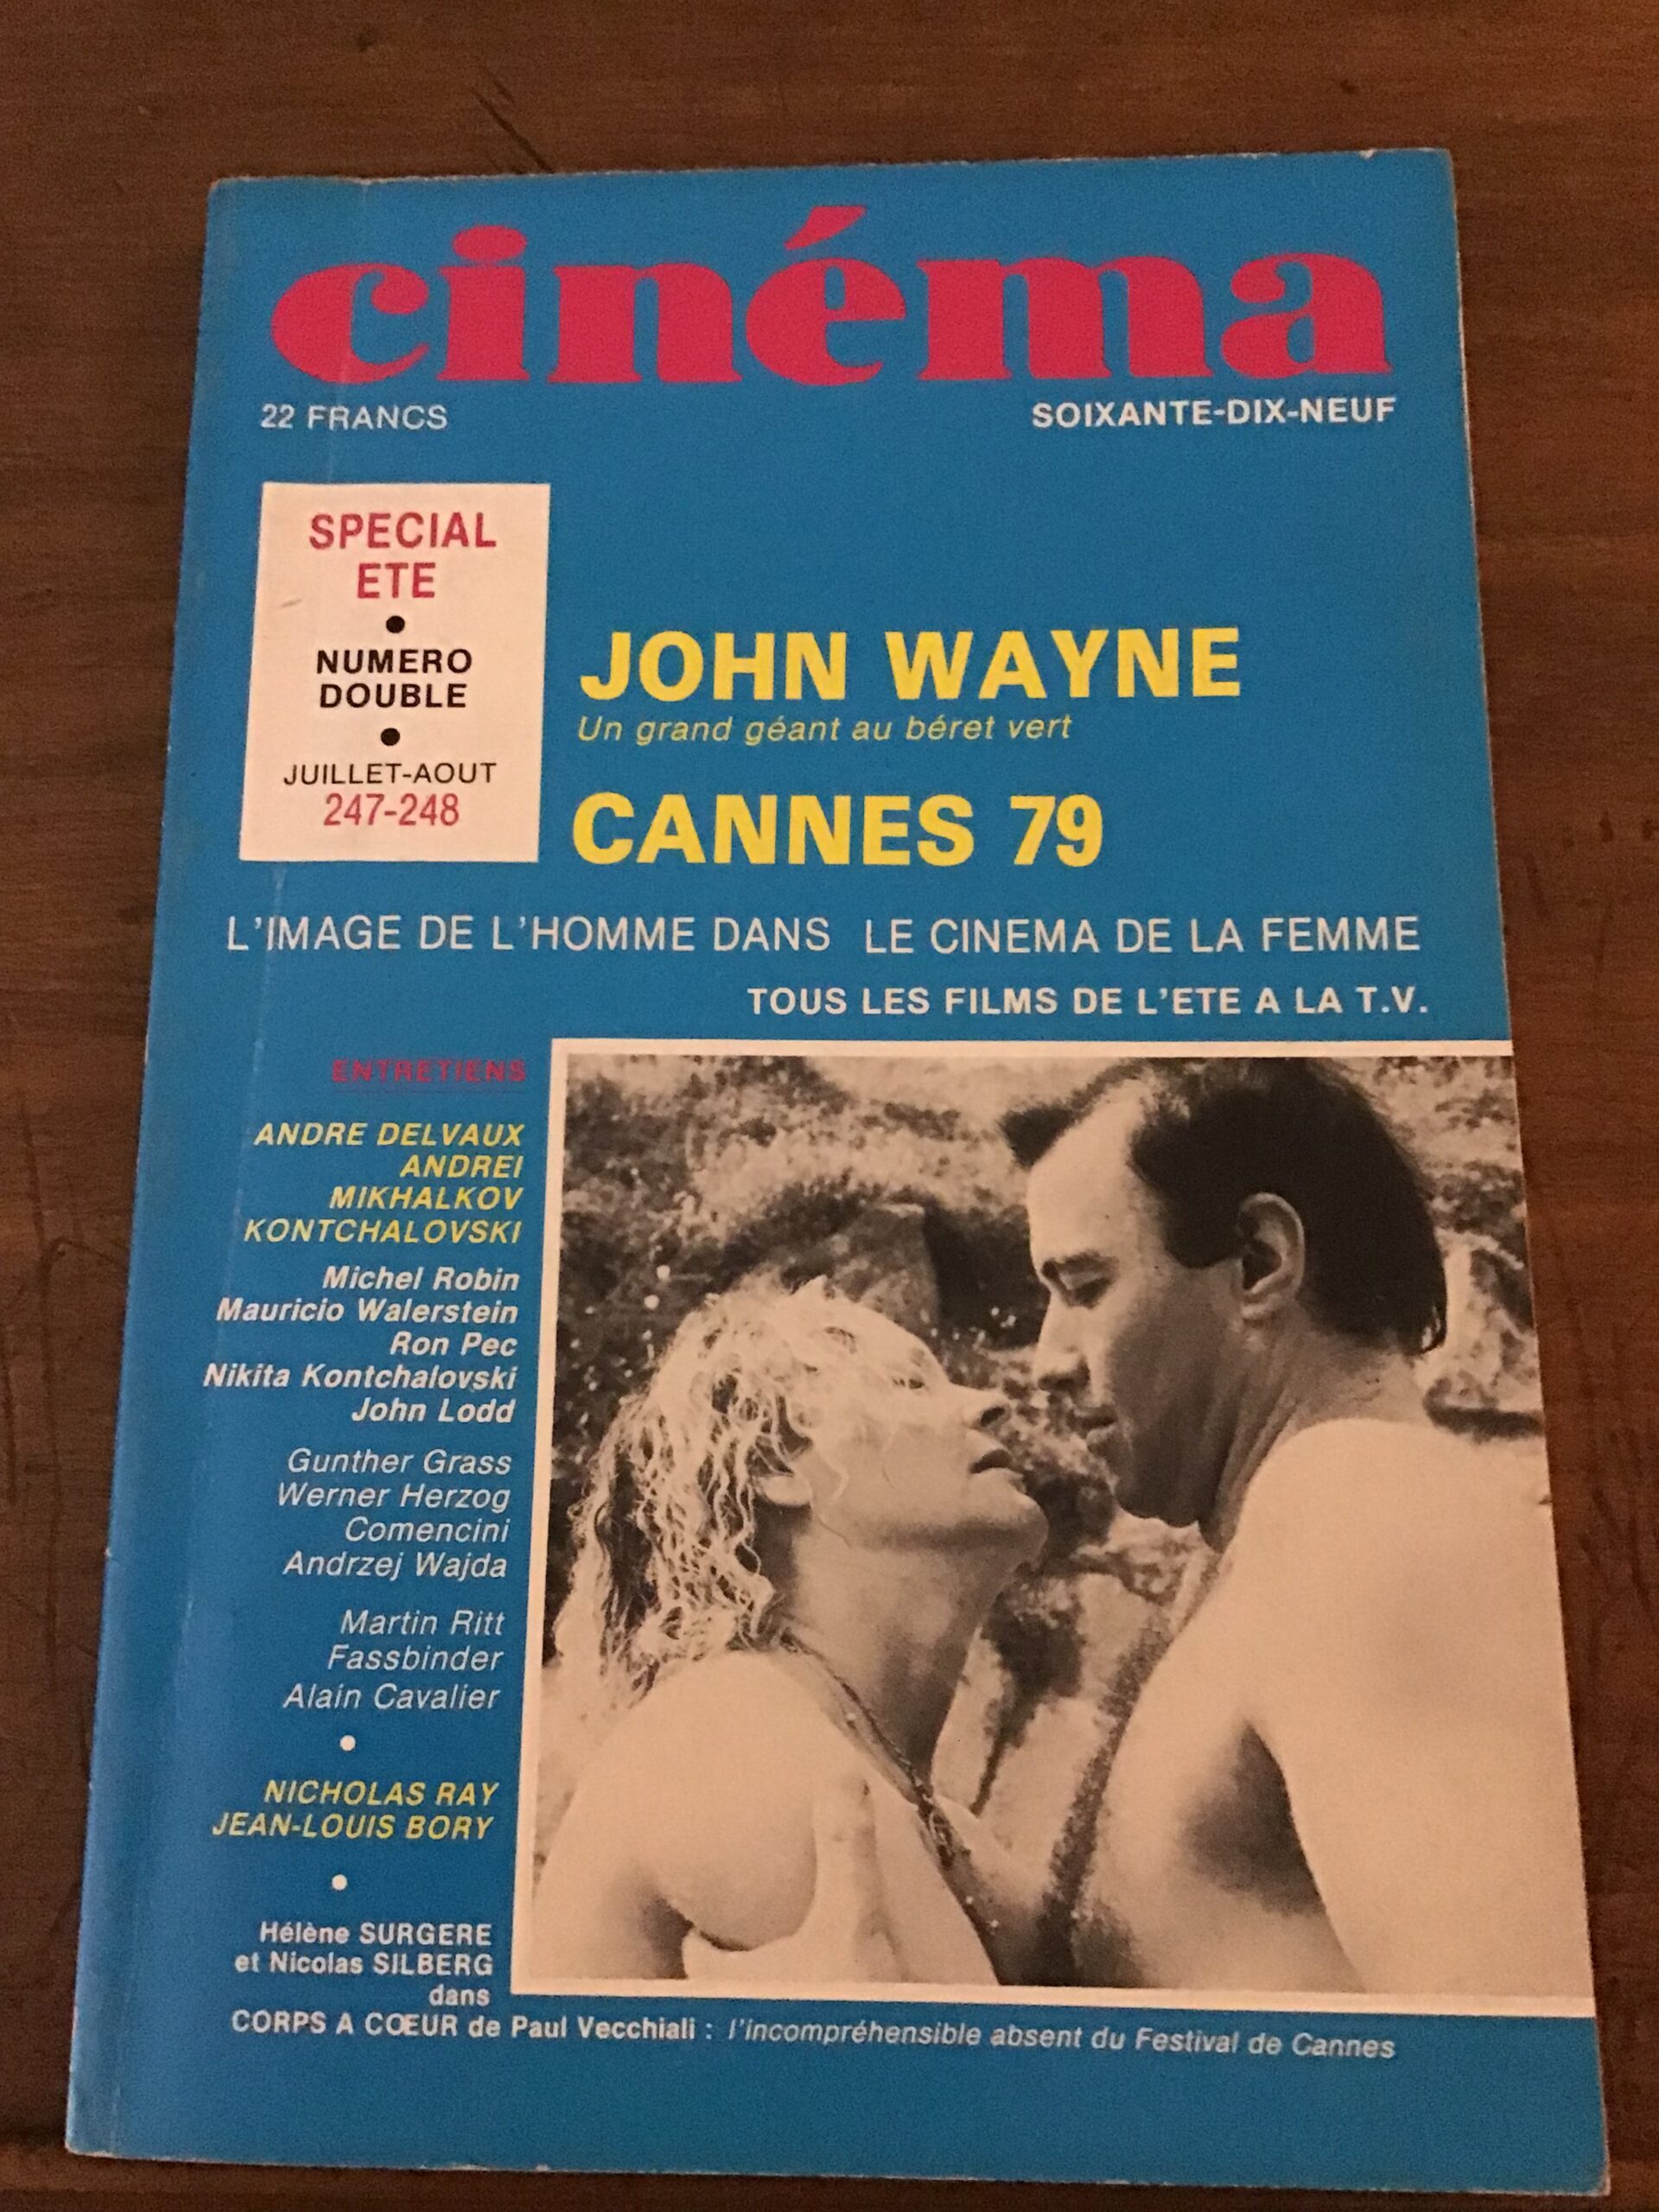 cinéma
22 FRANCS
SOIXANTE-DIX-NEUF
SPECIAL
ETE
•
NUMERO
DOUBLE
•
JUILLET-AOUT
247-248
JOHN WAYNE
Un grand géant au béret vert
CANNES 79
L'IMAGE DE L'HOMME DANS LE CINEMA DE LA FEMME
TOUS LES FILMS DE L'ETE A LA T.V.
ENTRETIENS
ANDRE DELVAUX
ANDREI
MIKHALKOV
KONTCHALOVSKI
Michel Robin
Mauricio Walerstein
Ron Pec
Nikita Kontchalovski
John Lodd
Gunther Grass
Werner Herzog
Comencini
Andrzej Wajda
Martin Ritt
Fassbinder
Alain Cavalier
•
NICHOLAS RAY
JEAN-LOUIS BORY
•
Hélène SURGERE
et Nicolas SILBERG
dans
CORPS A CŒUR de Paul Vecchiali : l'incompréhensible absent du Festival de Cannes